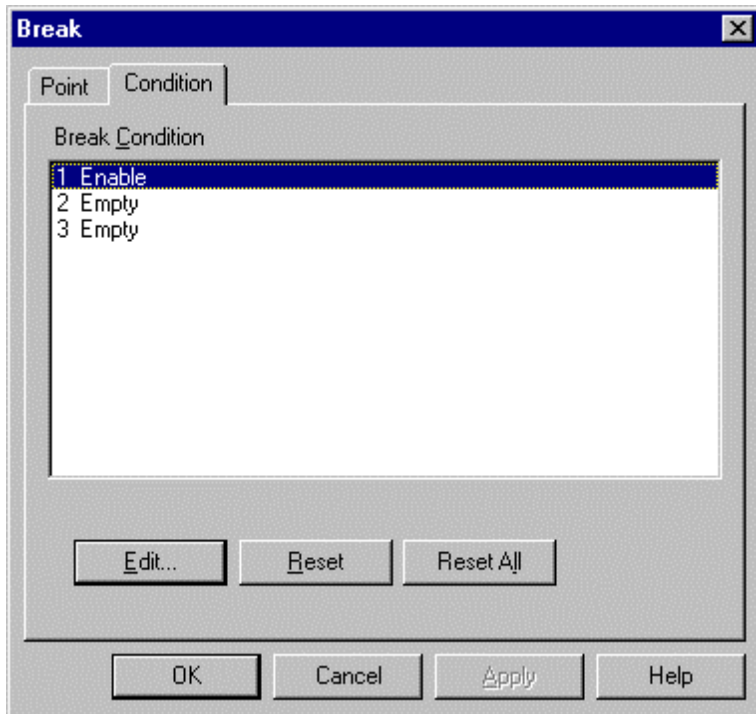 Break
Point Condition
Break Condition
1 Enable
2 Empty
3 Empty
Edit... Reset Reset All
OK Cancel Apply Help